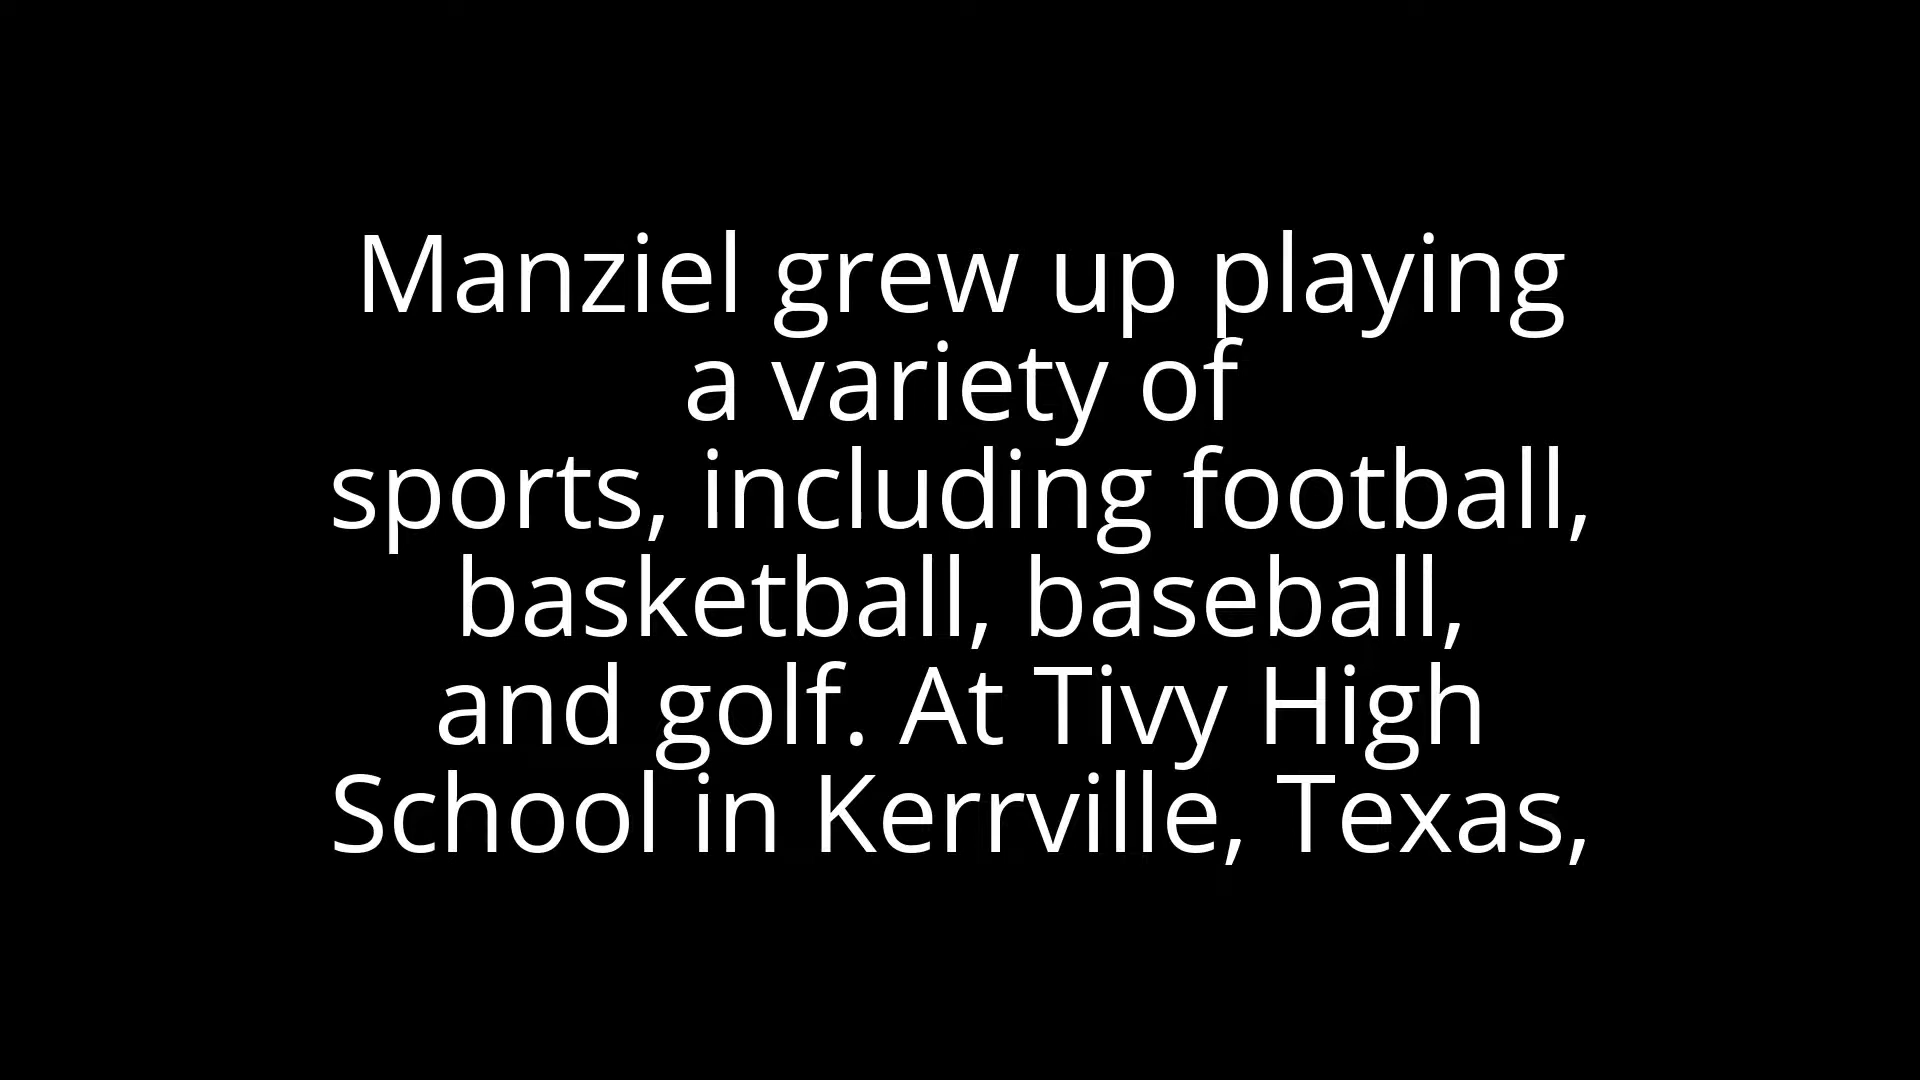 Manziel grew up playing
a variety of
sports, including football,
basketball, baseball,
and golf. At Tivy High
School in Kerrville, Texas,